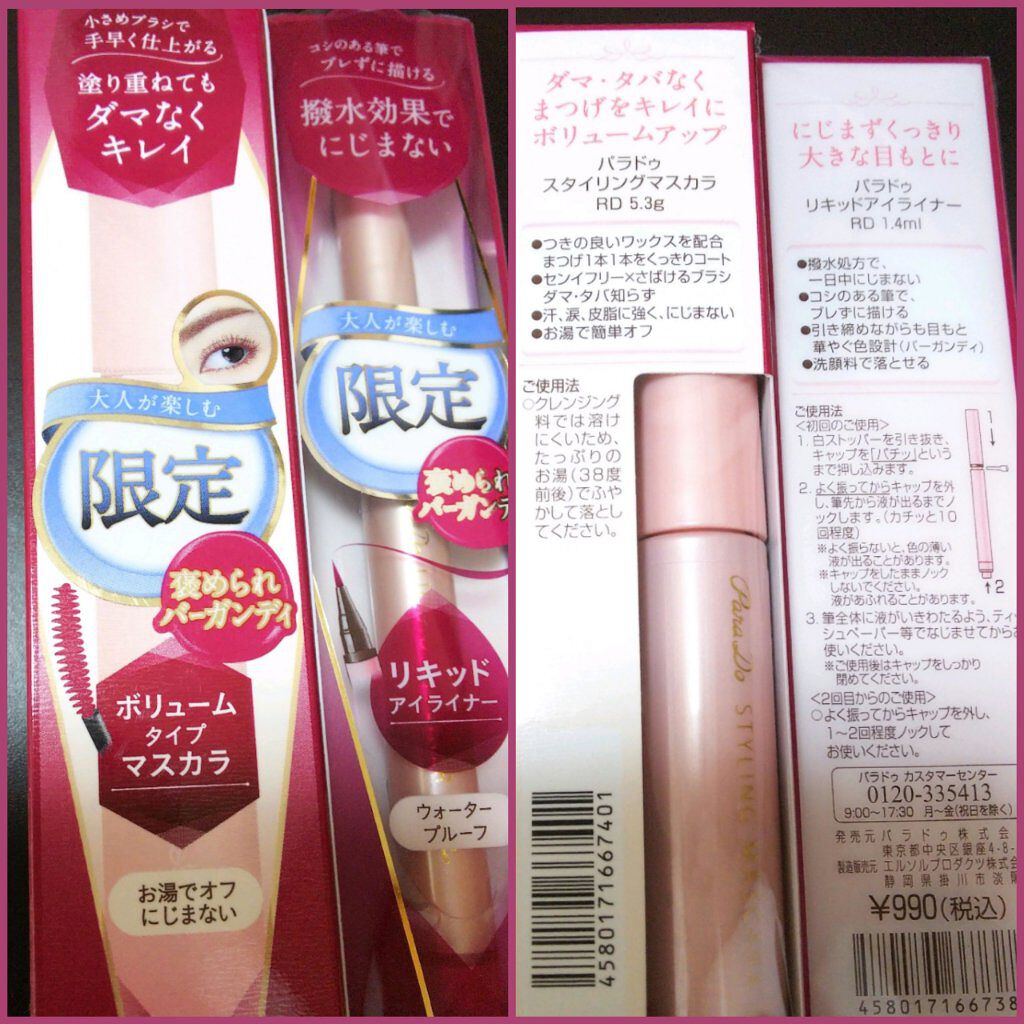 小さめブラシで
手早く仕上がる
塗り重ねても
ダマなく
キレイ
大人が楽しむ
限定
褒められ
バーガンディ
ボリューム
タイプ
マスカラ
お湯でオフ
にじまない
コシのある筆で
ブレずに描ける
撥水効果で
にじまない
大人が楽しむ
限定
褒められ
バーガンデ
リキッド
アイライナー
ウォーター
プルーフ
ダマ・タバなく
まつげをキレイに
ボリュームアップ
パラドゥ
スタイリングマスカラ
RD 5.3g
●つきの良いワックスを配合
まつげ1本1本をくっきりコート
●センイフリー×さばけるブラシ
ダマ・タバ知らず
●汗、涙、皮脂に強く、にじまない
●お湯で簡単オフ
ご使用法
○クレンジング
料では溶け
にくいため、
たっぷりの
お湯(38度
前後)でふや
かして落とし
てください。
ParaDo
STYLING
4580171667401
にじまずくっきり
大きな目もとに
パラドゥ
リキッドアイライナー
RD 1.4ml
●撥水処方で、
一日中にじまない
●コシのある筆で、
ブレずに描ける
●引き締めながらも目もと
華やぐ色設計(バーガンディ)
●洗顔料で落とせる
ご使用法
<初回のご使用>
1. 白ストッパーを引き抜き、
キャップを「パチッ」という
まで押し込みます。
2. よく振ってからキャップを外
し、筆先から液が出るまでノ
ックします。(カチッと10
回程度)
※よく振らないと、色の薄い
液が出ることがあります。
※キャップをしたままノック
しないでください。
液があふれることがあります。
3. 筆全体に液がいきわたるよう、ティッ
シュペーパー等でなじませてからお
使いください。
※ご使用後はキャップをしっかり
閉めてください。
1
2
<2回目からのご使用>
○よく振ってからキャップを外し、
1~2回程度ノックして
お使いください。
パラドゥ カスタマーセンター
0120-335413
9:00~17:30 月~金(祝日を除く)
発売元 パラドゥ株式会
東京都中央区銀座4-8-
製造販売元 エルソルプロダクツ株式会
静岡県掛川市淡
¥990(税込)
458017166738